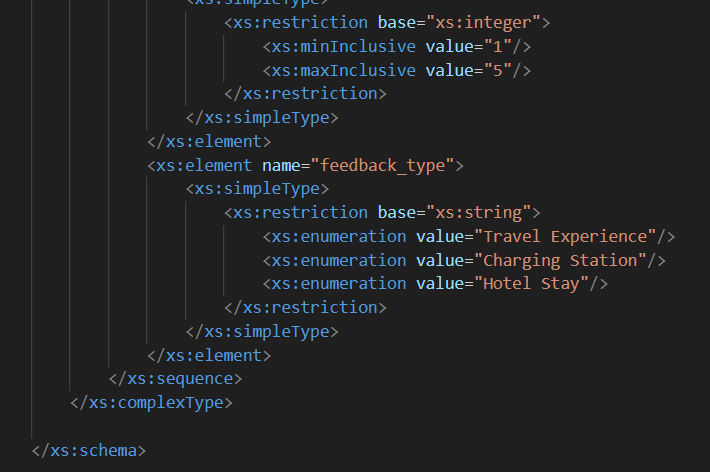 <xs:simpleType>
<xs:restriction base="xs:integer">
<xs:minInclusive value="1"/>
<xs:maxInclusive value="5"/>
</xs:restriction>
</xs:simpleType>
</xs:element>
<xs:element name="feedback_type">
<xs:simpleType>
<xs:restriction base="xs:string">
<xs:enumeration value="Travel Experience"/>
<xs:enumeration value="Charging Station"/>
<xs:enumeration value="Hotel Stay"/>
</xs:restriction>
</xs:simpleType>
</xs:element>
</xs:sequence>
</xs:complexType>
</xs:schema>